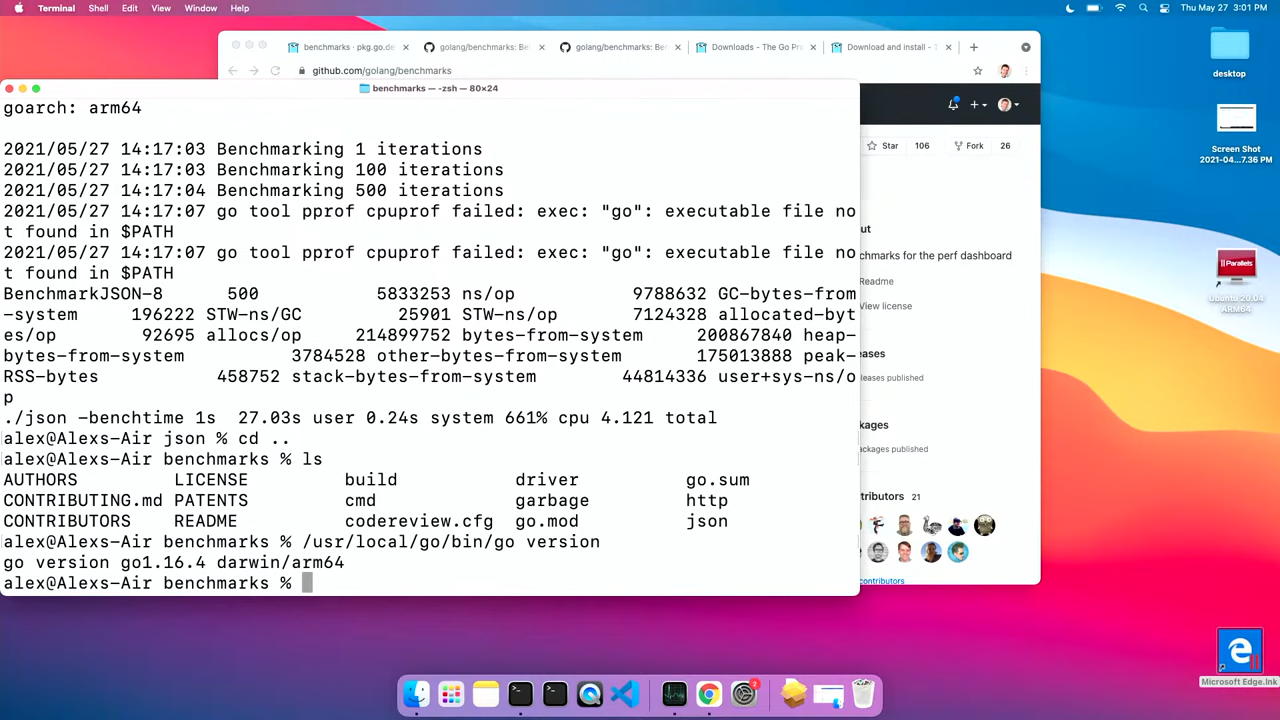 Terminal Shell Edit View Window Help
Thu May 27 3:01 PM
benchmarks · pkg.go.de
golang/benchmarks: Be
golang/benchmarks: Be
Downloads - The Go Pr
Download and install - T
github.com/golang/benchmarks
benchmarks — -zsh — 80×24
goarch: arm64
2021/05/27 14:17:03 Benchmarking 1 iterations
2021/05/27 14:17:03 Benchmarking 100 iterations
2021/05/27 14:17:04 Benchmarking 500 iterations
2021/05/27 14:17:07 go tool pprof cpuprof failed: exec: "go": executable file no
t found in $PATH
2021/05/27 14:17:07 go tool pprof cpuprof failed: exec: "go": executable file no
t found in $PATH
BenchmarkJSON-8 500 5833253 ns/op 9788632 GC-bytes-from
-system 196222 STW-ns/GC 25901 STW-ns/op 7124328 allocated-byt
es/op 92695 allocs/op 214899752 bytes-from-system 200867840 heap-
bytes-from-system 3784528 other-bytes-from-system 175013888 peak-
RSS-bytes 458752 stack-bytes-from-system 44814336 user+sys-ns/o
p
./json -benchtime 1s 27.03s user 0.24s system 661% cpu 4.121 total
alex@Alexs-Air json % cd ..
alex@Alexs-Air benchmarks % ls
AUTHORS LICENSE build driver go.sum
CONTRIBUTING.md PATENTS cmd garbage http
CONTRIBUTORS README codereview.cfg go.mod json
alex@Alexs-Air benchmarks % /usr/local/go/bin/go version
go version go1.16.4 darwin/arm64
alex@Alexs-Air benchmarks %
Star 106 Fork 26
ut
chmarks for the perf dashboard
Readme
View license
eases
eleases published
ckages
ackages published
tributors 21
contributors
desktop
Screen Shot
2021-04...7.36 PM
Parallels
Ubuntu 20.04
ARM64
Microsoft Edge.lnk
2